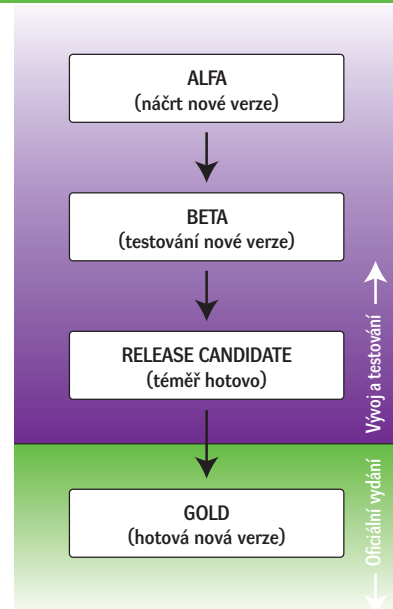 ALFA
(náčrt nové verze)
BETA
(testování nové verze)
RELEASE CANDIDATE
(téměř hotovo)
Vývoj a testování
GOLD
(hotová nová verze)
Oficiální vydání